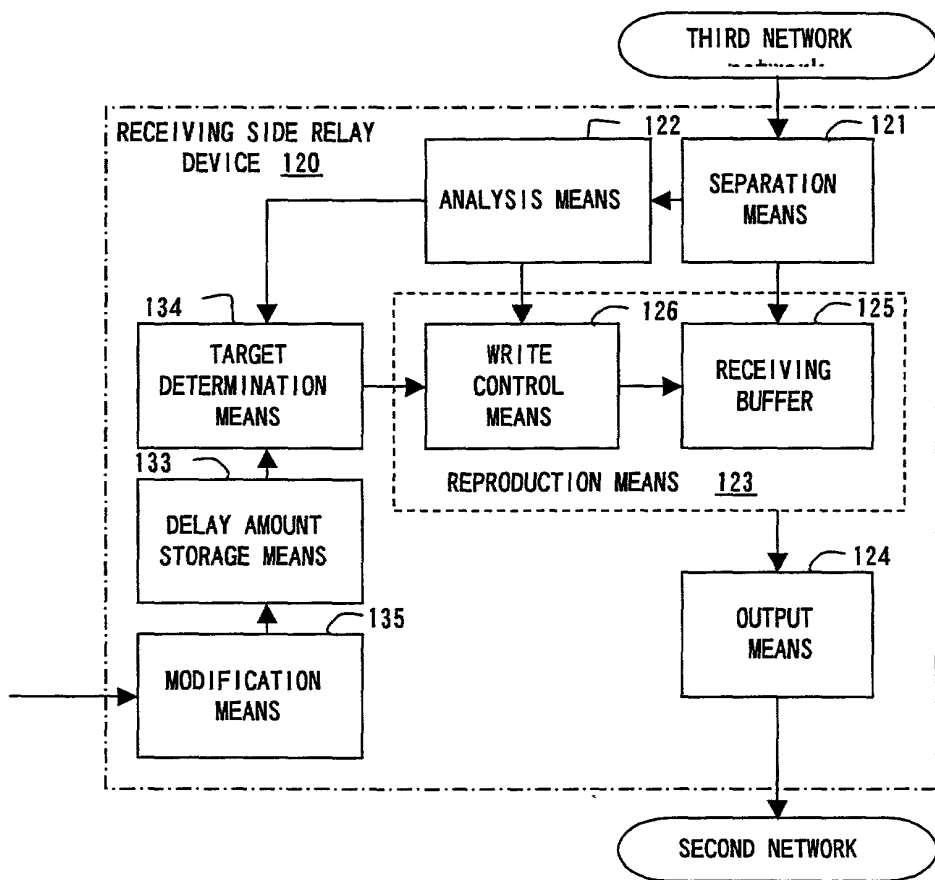 THIRD NETWORK
RECEIVING SIDE RELAY
DEVICE 120
122
121
ANALYSIS MEANS
SEPARATION
MEANS
134
126
125
TARGET
DETERMINATION
MEANS
WRITE
CONTROL
MEANS
RECEIVING
BUFFER
REPRODUCTION MEANS 123
133
DELAY AMOUNT
STORAGE MEANS
124
OUTPUT
MEANS
135
MODIFICATION
MEANS
SECOND NETWORK